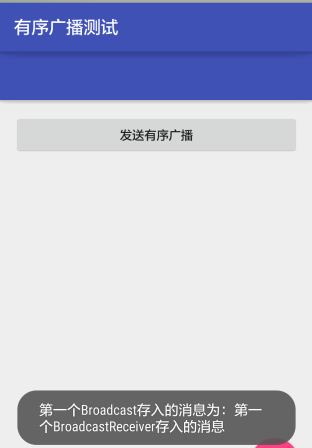 有序广播测试
发送有序广播
第一个Broadcast存入的消息为：第一
个BroadcastReceiver存入的消息